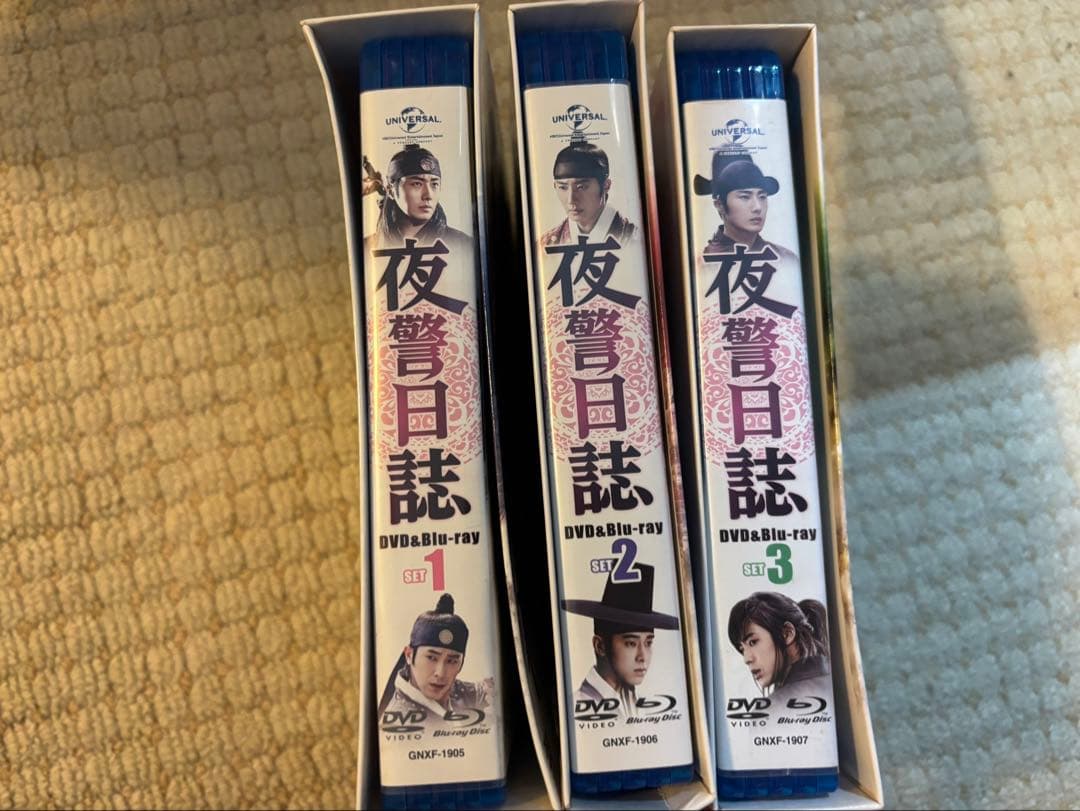 UNIVERSAL
夜警日誌
DVD&Blu-ray
SET 1
DVD
VIDEO
Blu-ray Disc
GNXF-1905
UNIVERSAL
夜警日誌
DVD&Blu-ray
SET 2
DVD
VIDEO
Blu-ray Disc
GNXF-1906
UNIVERSAL
夜警日誌
DVD&Blu-ray
SET 3
DVD
VIDEO
Blu-ray Disc
GNXF-1907